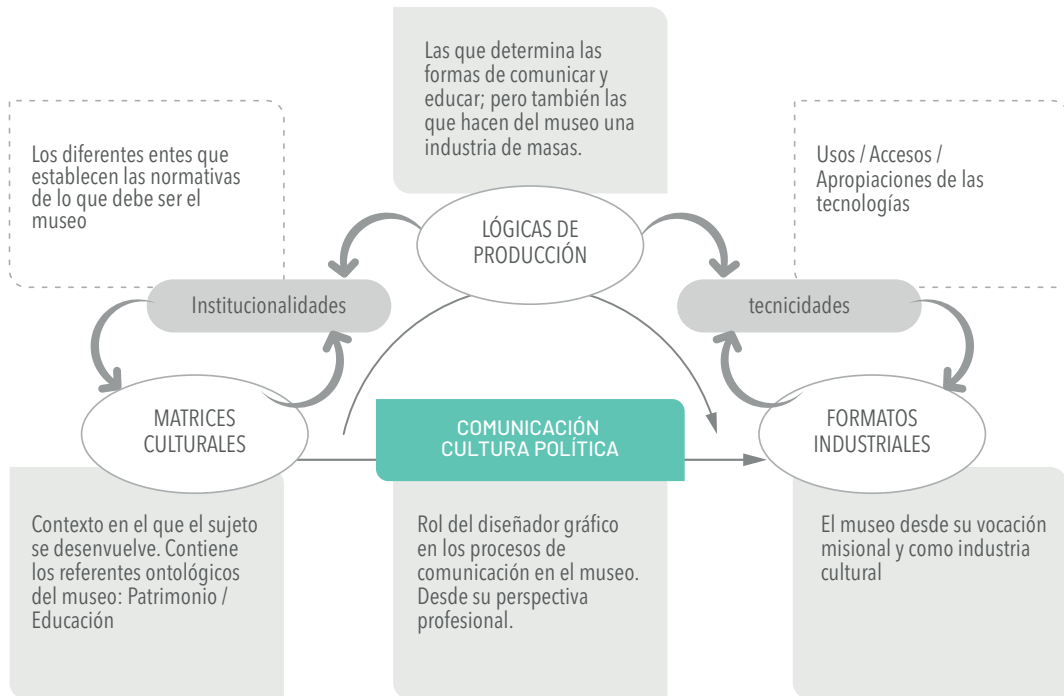 Las que determina las
formas de comunicar y
educar; pero también las
que hacen del museo una
industria de masas.
Los diferentes entes que
establecen las normativas
de lo que debe ser el
museo
Usos / Accesos /
Apropiaciones de las
tecnologías
LÓGICAS DE
PRODUCCIÓN
Institucionalidades
tecnicidades
MATRICES
CULTURALES
COMUNICACIÓN
CULTURA POLÍTICA
FORMATOS
INDUSTRIALES
Contexto en el que el sujeto
se desenvuelve. Contiene
los referentes ontológicos
del museo: Patrimonio /
Educación
Rol del diseñador gráfico
en los procesos de
comunicación en el museo.
Desde su perspectiva
profesional.
El museo desde su vocación
misional y como industria
cultural